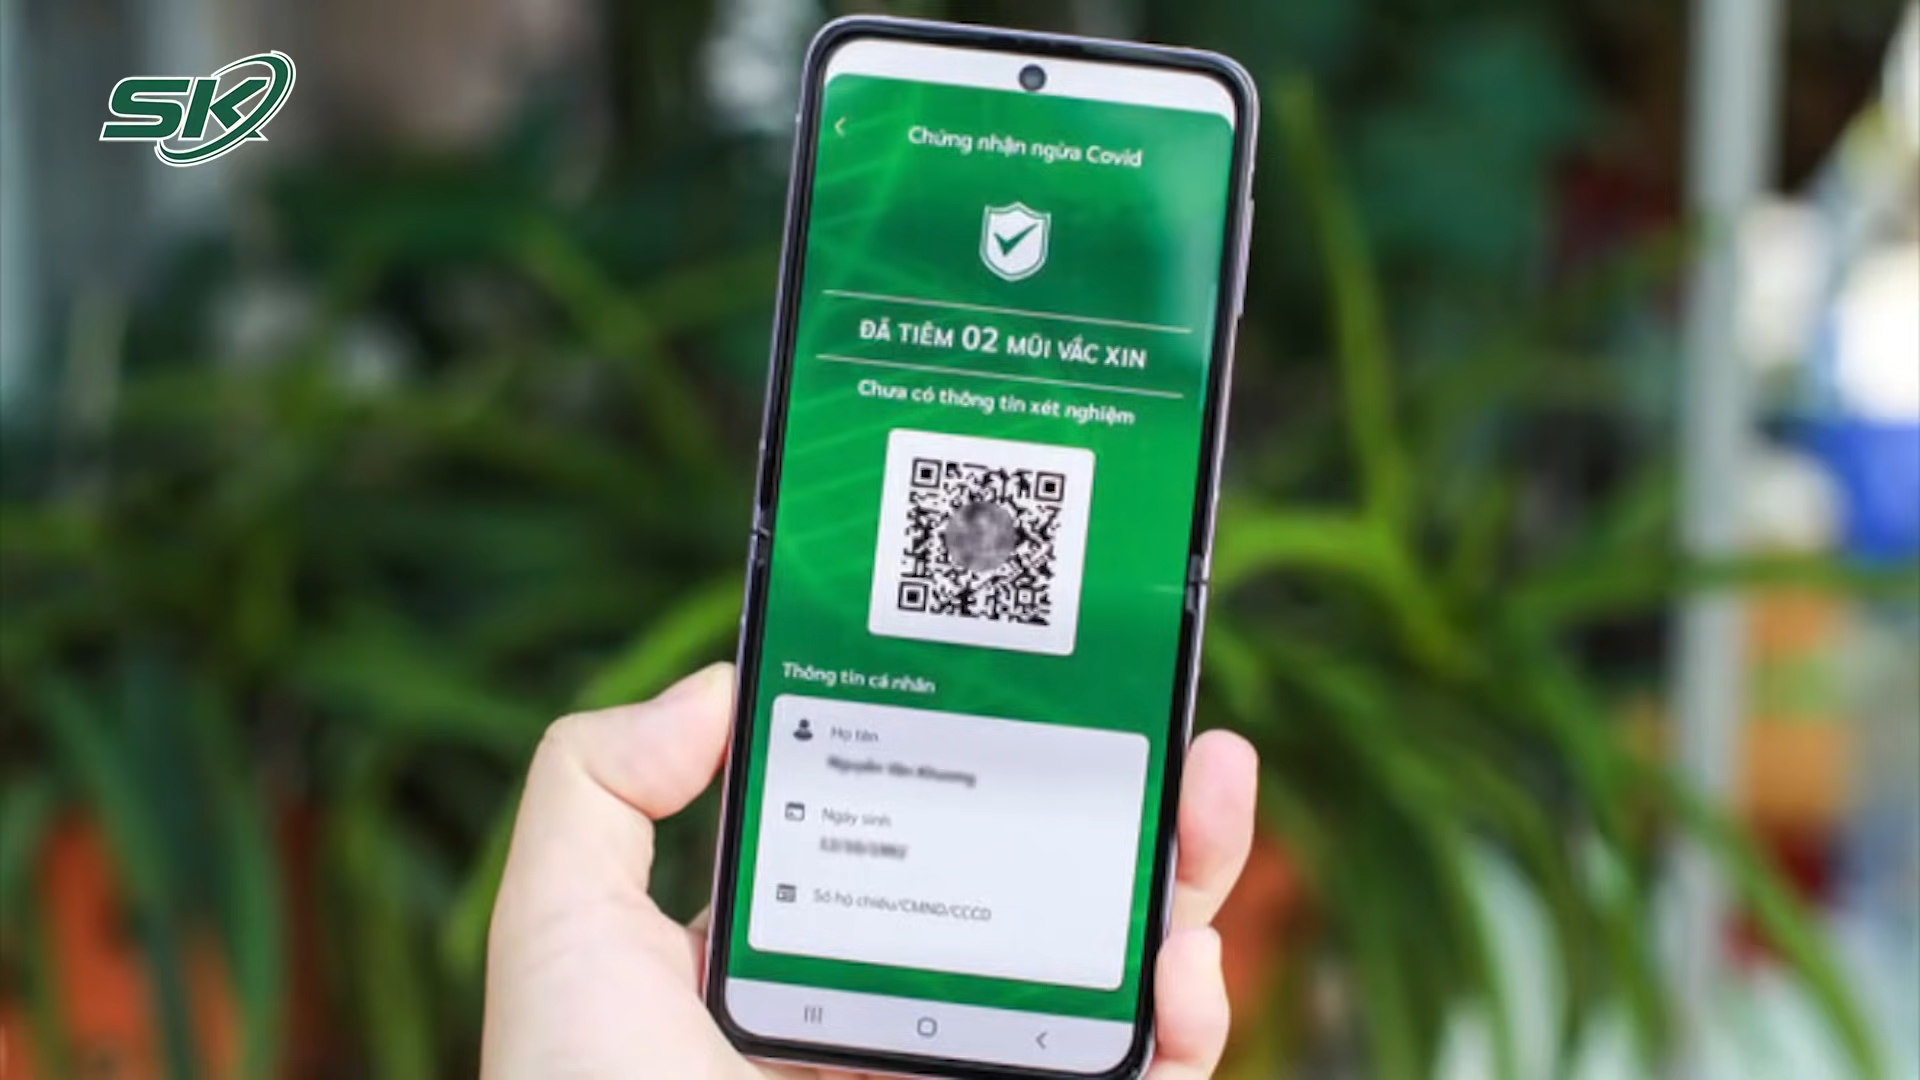 SK
Chứng nhận ngừa Covid
ĐÃ TIÊM 02 MŨI VẮC XIN
Chưa có thông tin xét nghiệm
Thông tin cá nhân
Họ tên
Ngày sinh
Số hộ chiếu/CMND/CCCD